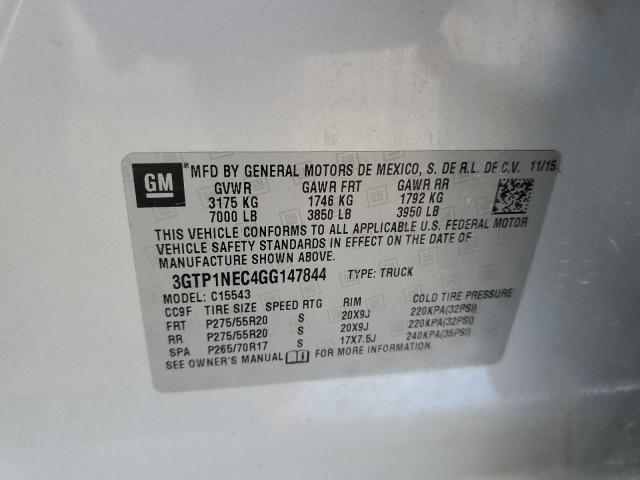 GM ® MFD BY GENERAL MOTORS DE MEXICO, S. DE R.L. DE C.V. 11/15
GVWR GAWR FRT GAWR RR
3175 KG 1746 KG 1792 KG
7000 LB 3850 LB 3950 LB
THIS VEHICLE CONFORMS TO ALL APPLICABLE U.S. FEDERAL MOTOR
VEHICLE SAFETY STANDARDS IN EFFECT ON THE DATE OF
MANUFACTURE SHOWN ABOVE.
3GTP1NEC4GG147844 TYPE: TRUCK
MODEL: C15543
CC9F TIRE SIZE SPEED RTG RIM COLD TIRE PRESSURE
FRT P275/55R20 S 20X9J 220KPA(32PSI)
RR P275/55R20 S 20X9J 220KPA(32PSI)
SPA P265/70R17 S 17X7.5J 240KPA(35PSI)
SEE OWNER'S MANUAL FOR MORE INFORMATION.